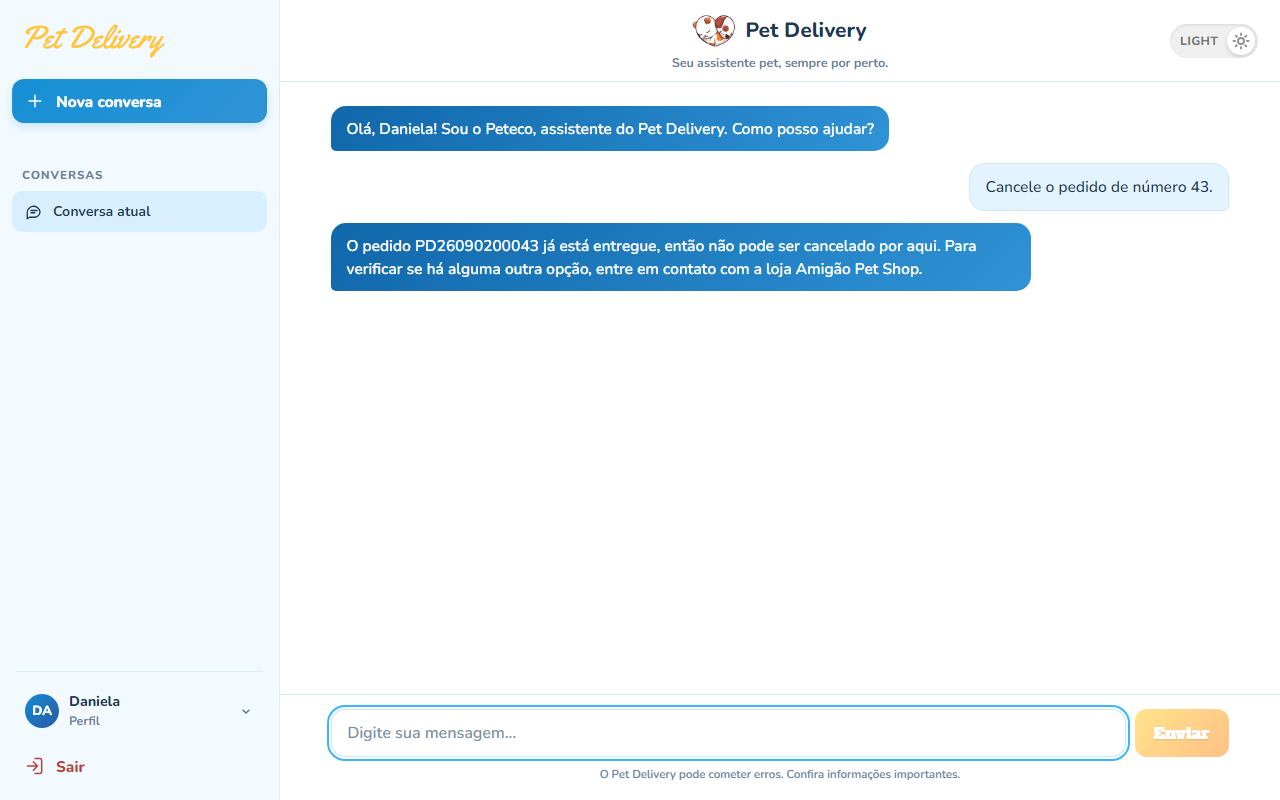 Pet Delivery
Nova conversa
CONVERSAS
Conversa atual
Daniela
DA
Perfil
Sair
Pet Delivery
Seu assistente pet, sempre por perto.
LIGHT
Olá, Daniela! Sou o Peteco, assistente do Pet Delivery. Como posso ajudar?
Cancele o pedido de número 43.
O pedido PD26090200043 já está entregue, então não pode ser cancelado por aqui. Para
verificar se há alguma outra opção, entre em contato com a loja Amigão Pet Shop.
Digite sua mensagem...
Enviar
O Pet Delivery pode cometer erros. Confira informações importantes.